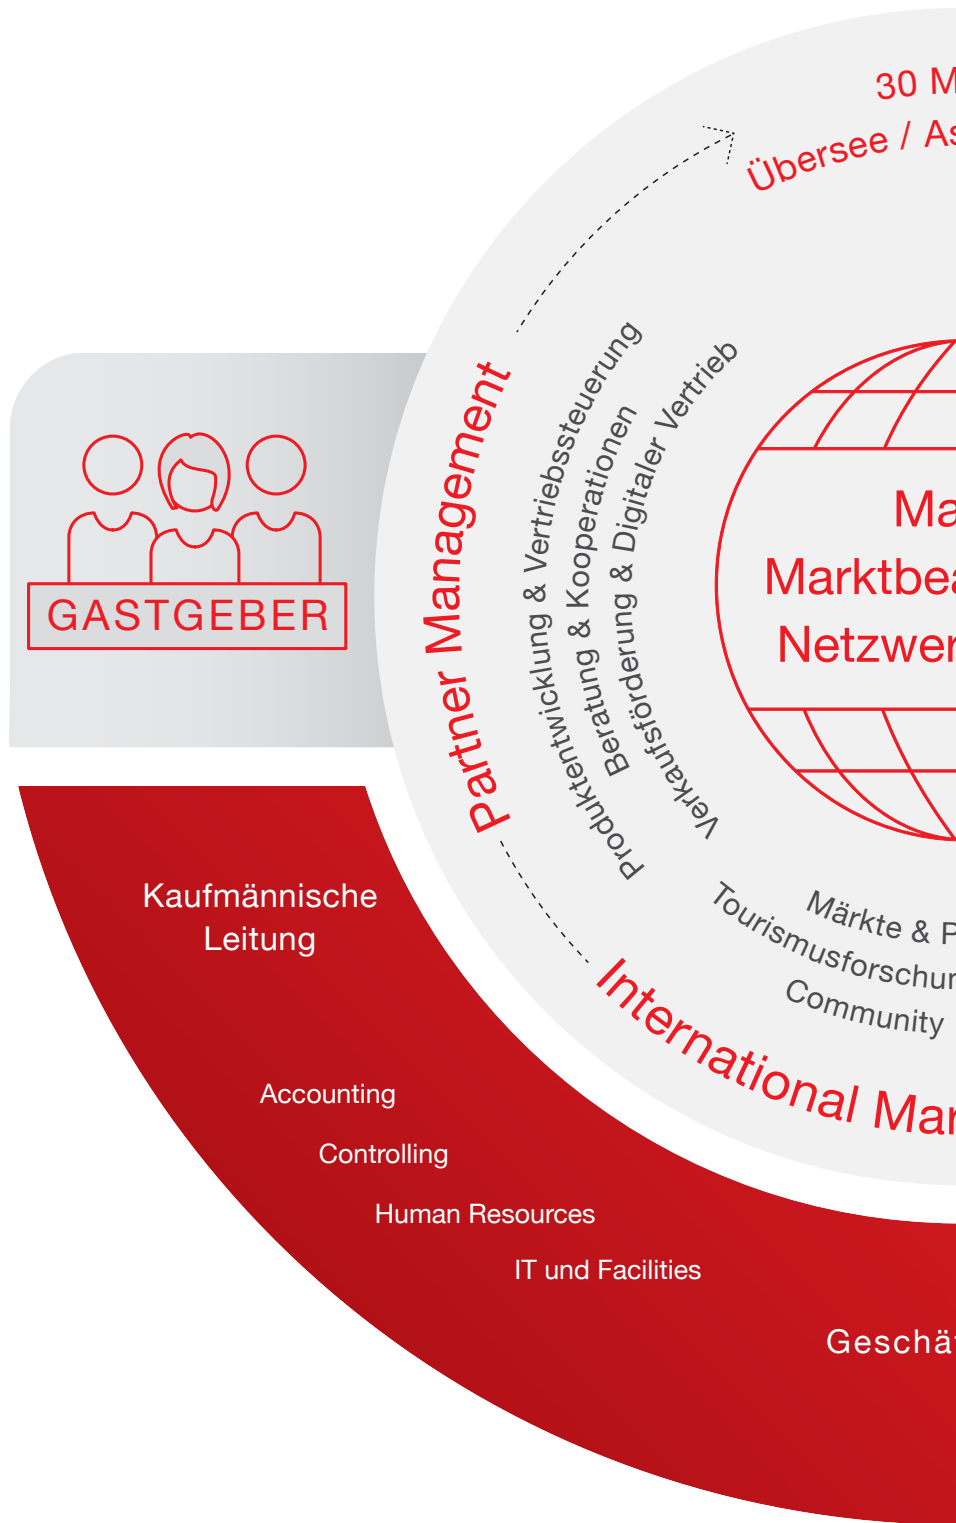 30 M
Übersee / As
Partner Management
Produktentwicklung & Vertriebssteuerung
Beratung & Kooperationen
Verkaufsförderung & Digitaler Vertrieb
GASTGEBER
Ma
Marktbea
Netzwer
Märkte & P
Tourismusforschun
Community
International Mar
Kaufmännische
Leitung
Accounting
Controlling
Human Resources
IT und Facilities
Geschäf